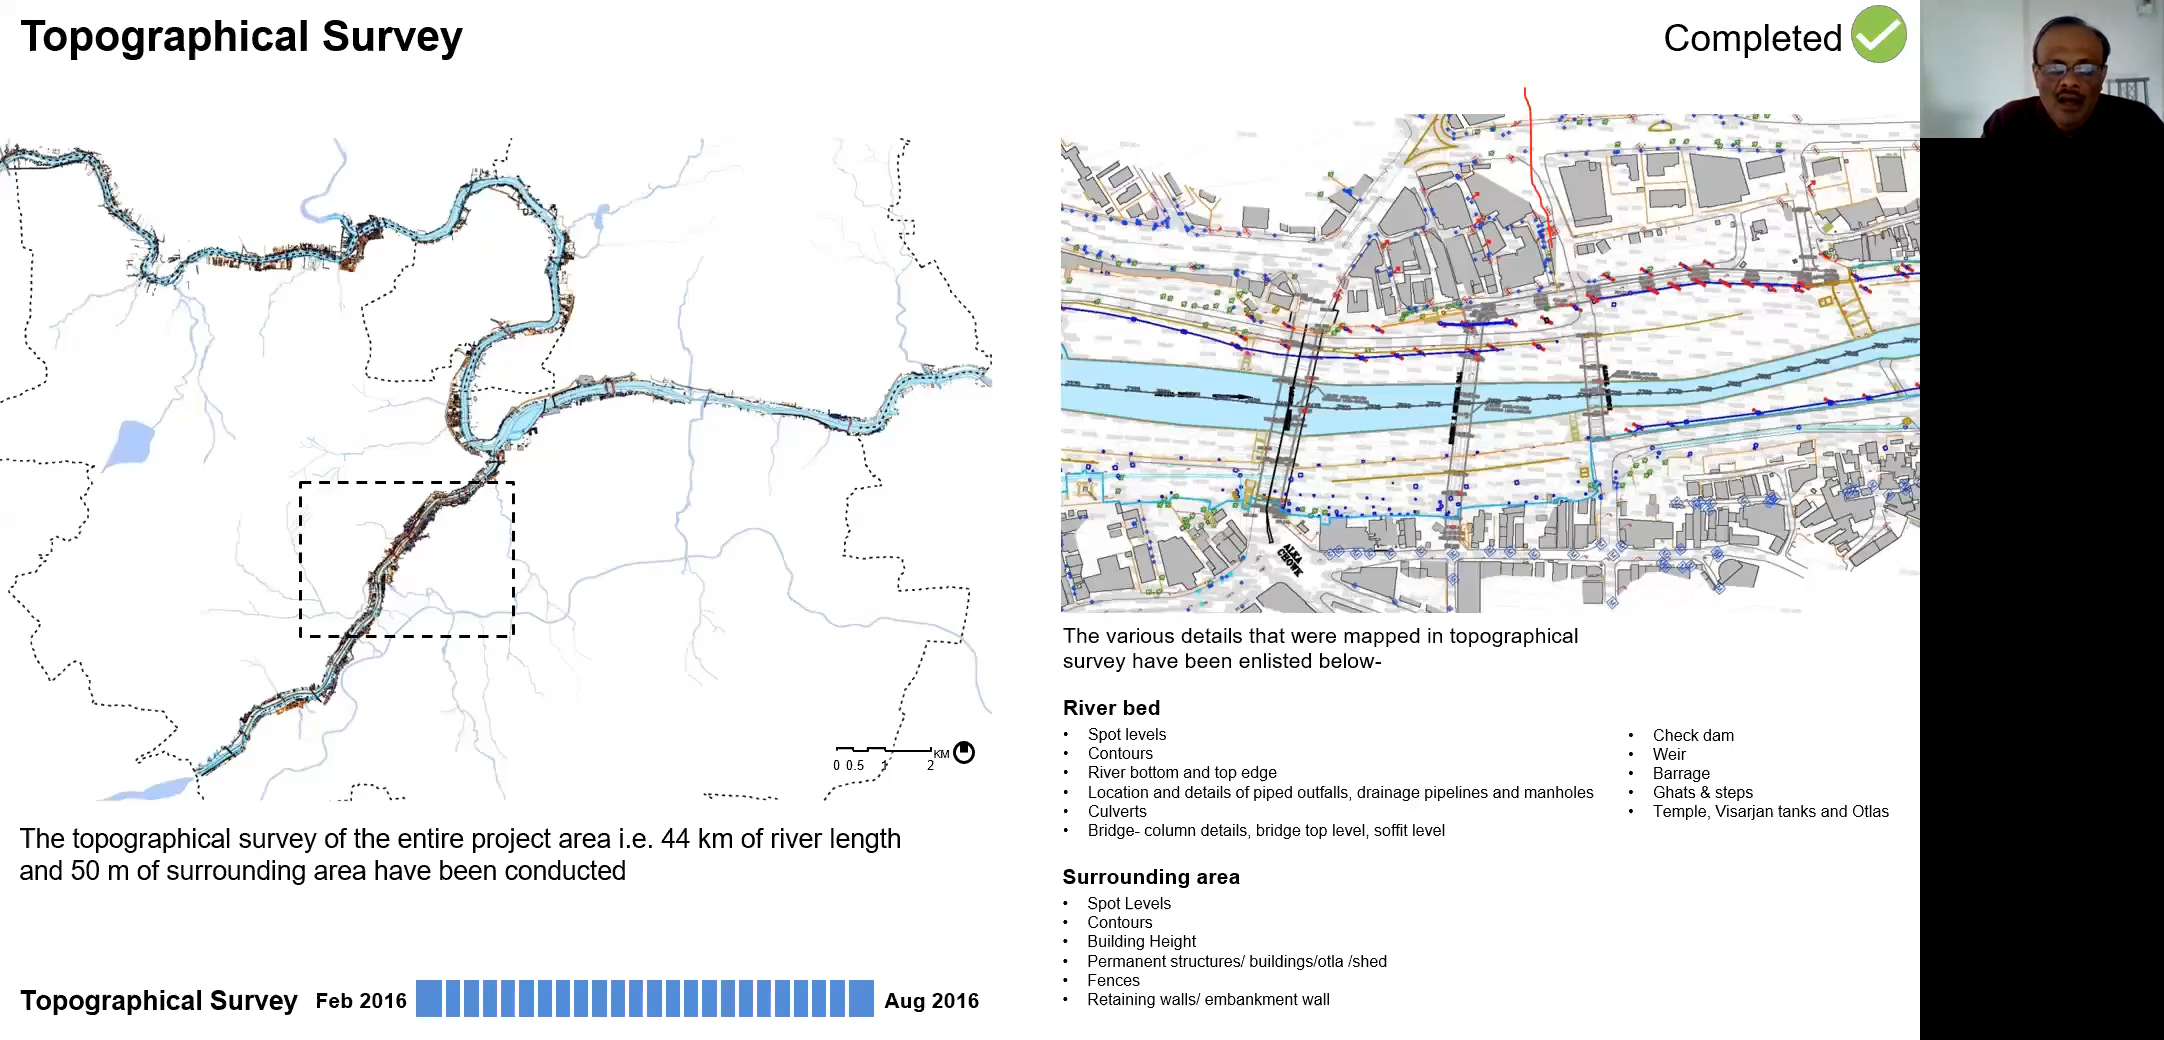 Topographical Survey
Completed
ALKA
CHOWK
KM
0 0.5 1 2
The topographical survey of the entire project area i.e. 44 km of river length
and 50 m of surrounding area have been conducted
Topographical Survey Feb 2016 Aug 2016
The various details that were mapped in topographical
survey have been enlisted below-
River bed
• Spot levels
• Contours
• River bottom and top edge
• Location and details of piped outfalls, drainage pipelines and manholes
• Culverts
• Bridge- column details, bridge top level, soffit level
• Check dam
• Weir
• Barrage
• Ghats & steps
• Temple, Visarjan tanks and Otlas
Surrounding area
• Spot Levels
• Contours
• Building Height
• Permanent structures/ buildings/otla /shed
• Fences
• Retaining walls/ embankment wall